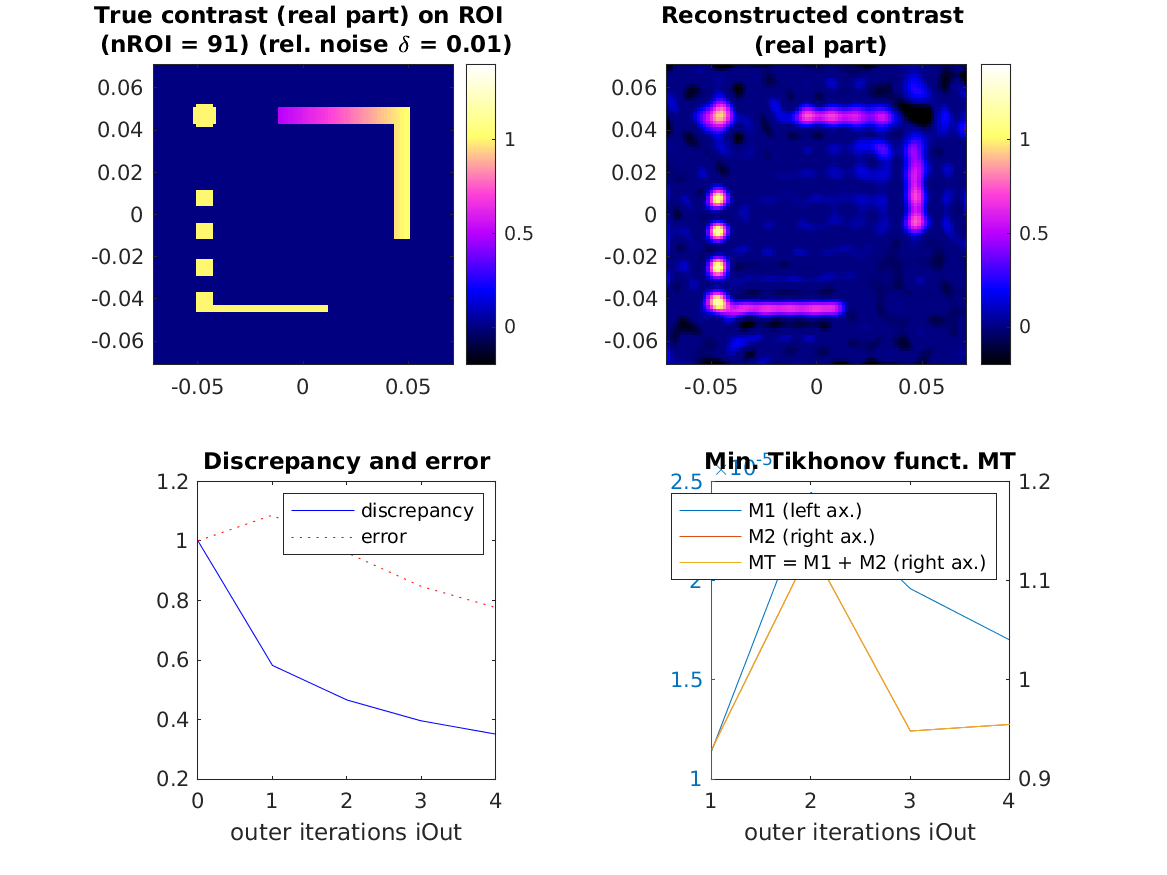 True contrast (real part) on ROI
(nROI = 91) (rel. noise δ = 0.01)
0.06
0.04
0.02
0
-0.02
-0.04
-0.06
-0.05 0 0.05
1
0.5
0
Reconstructed contrast
(real part)
0.06
0.04
0.02
0
-0.02
-0.04
-0.06
-0.05 0 0.05
1
0.5
0
Discrepancy and error
1.2
1
0.8
0.6
0.4
0.2
discrepancy
error
0 1 2 3 4
outer iterations iOut
Min. Tikhonov funct. MT
×10⁻⁵
2.5
2
1.5
1
M1 (left ax.)
M2 (right ax.)
MT = M1 + M2 (right ax.)
1.2
1.1
1
0.9
1 2 3 4
outer iterations iOut